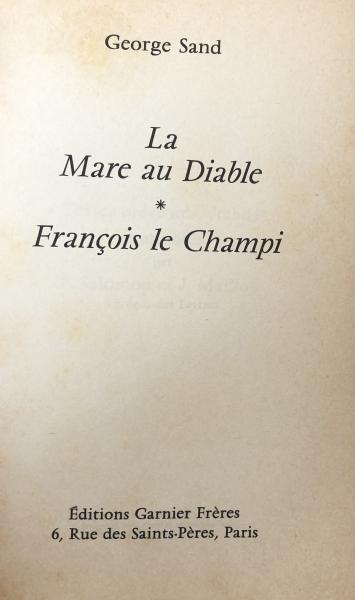 George Sand
La
Mare au Diable
*
François le Champi
Éditions Garnier Frères
6, Rue des Saints-Pères, Paris